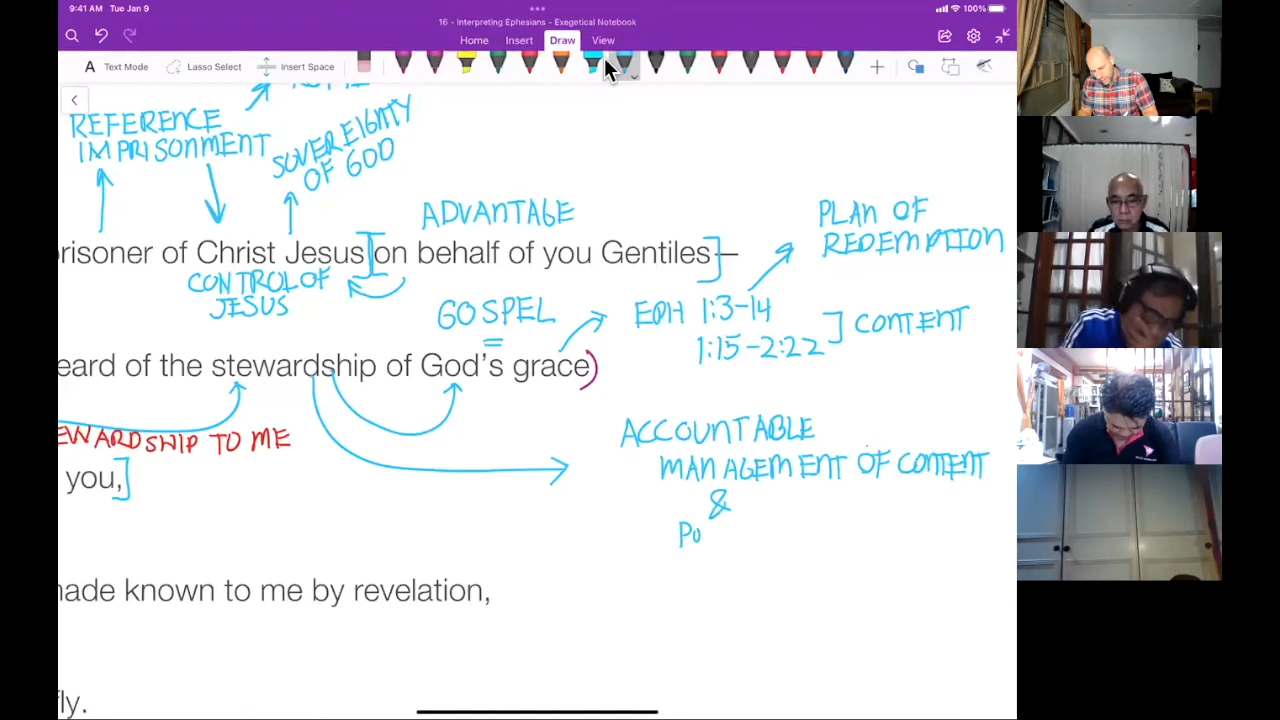 9:41 AM Tue Jan 9
100%
16 - Interpreting Ephesians - Exegetical Notebook
Home Insert Draw View
A Text Mode Lasso Select Insert Space
REFERENCE
IMPRISONMENT
SOVEREIGNTY
OF GOD
ADVANTAGE
PLAN OF
REDEMPTION
prisoner of Christ Jesus] on behalf of you Gentiles]—
CONTROL OF
JESUS
GOSPEL
=
EPH 1:3-14
1:15-2:22 ] CONTENT
eard of the stewardship of God's grace)
EWARDSHIP TO ME
ACCOUNTABLE
MANAGEMENT OF CONTENT
&
PO
you,]
made known to me by revelation,
fly.